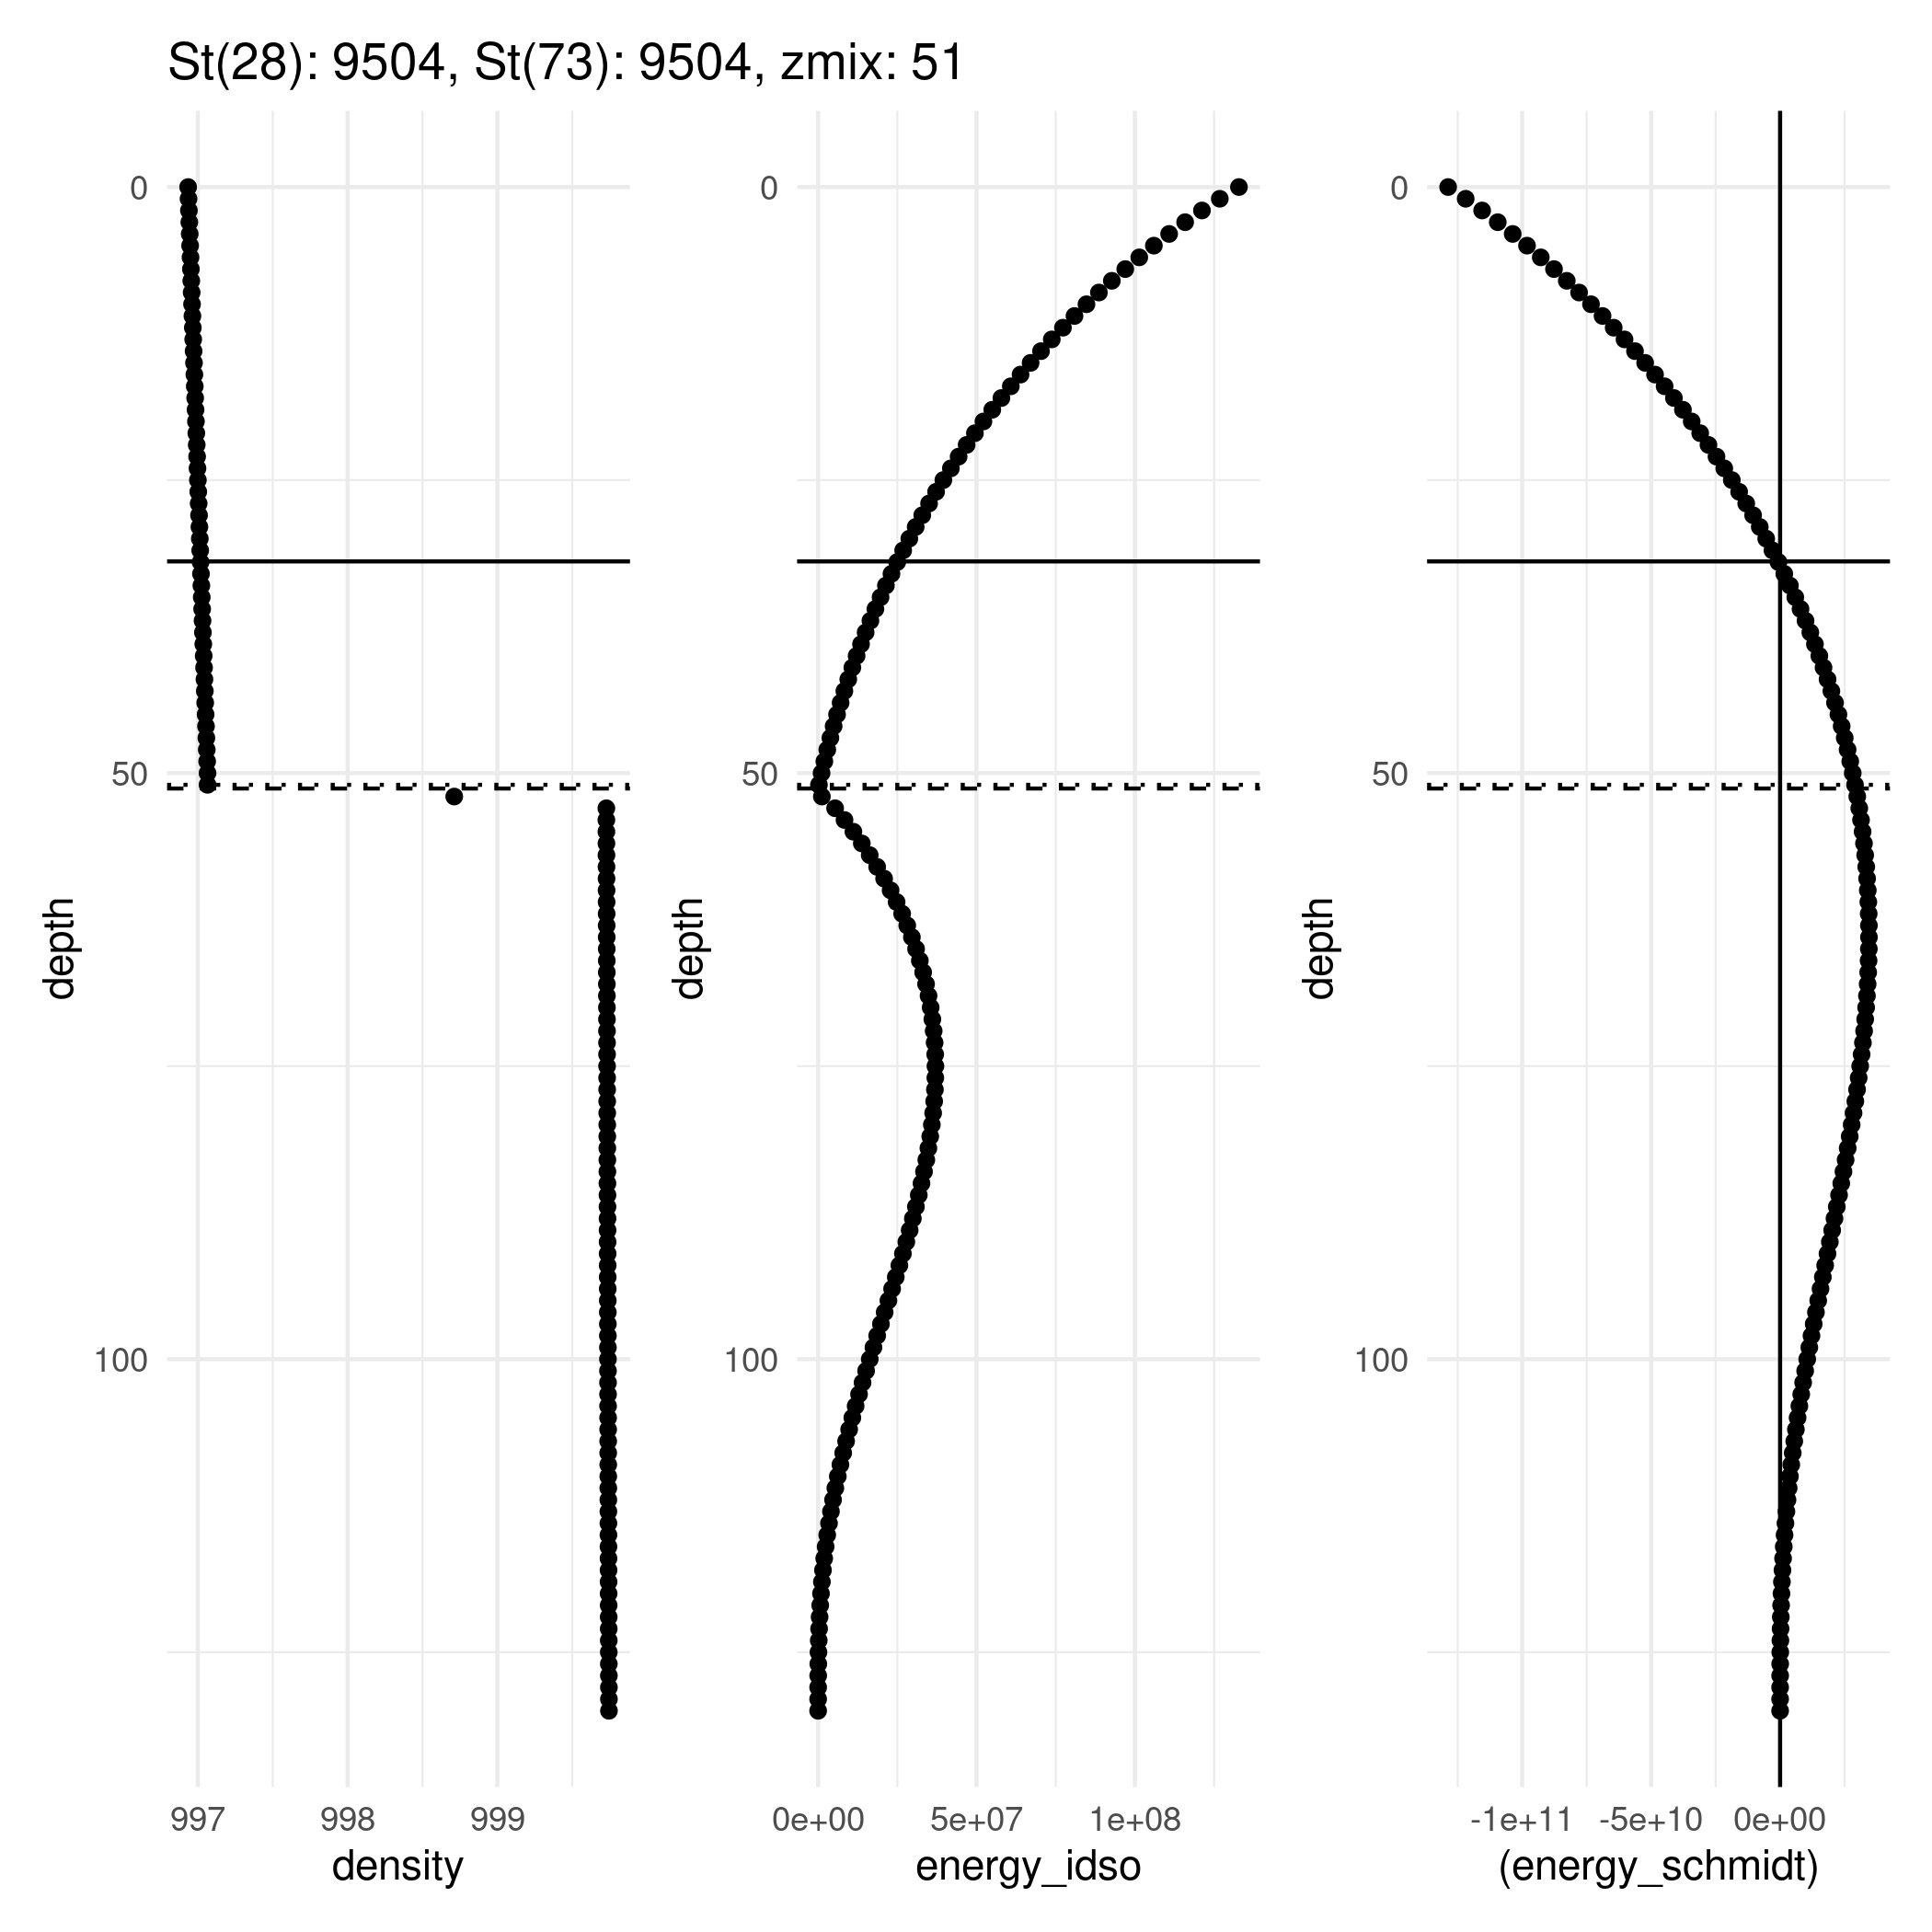 St(28): 9504, St(73): 9504, zmix: 51
0
50
100
depth
997 998 999
density
0
50
100
depth
0e+00 5e+07 1e+08
energy_idso
0
50
100
depth
-1e+11 -5e+10 0e+00
(energy_schmidt)